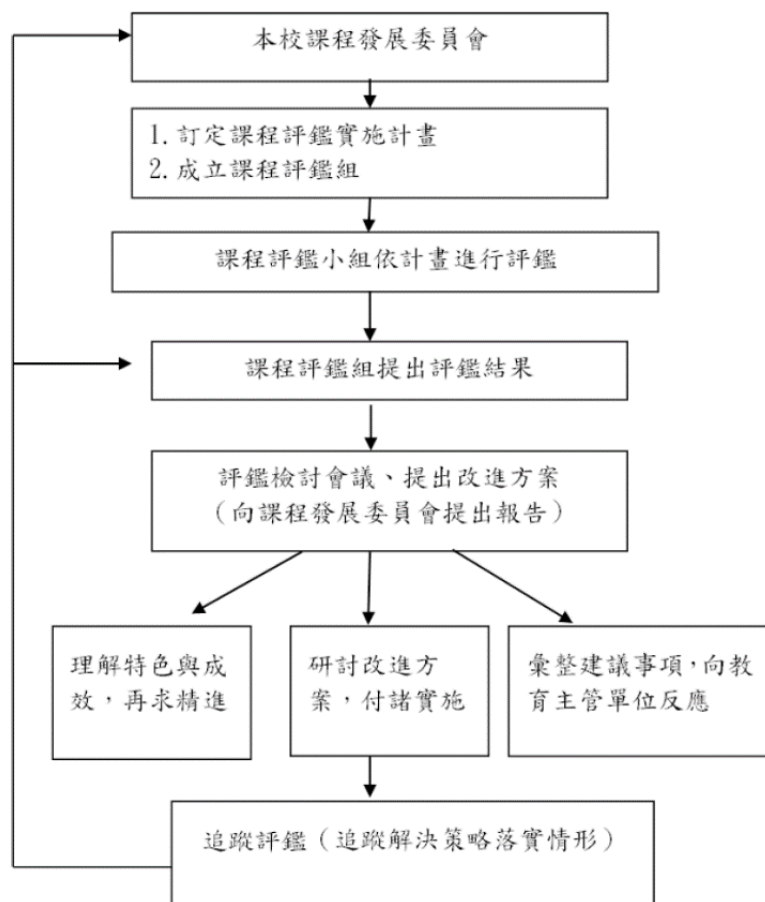 本校課程發展委員會
1.訂定課程評鑑實施計畫
2.成立課程評鑑組
課程評鑑小組依計畫進行評鑑
課程評鑑組提出評鑑結果
評鑑檢討會議、提出改進方案
（向課程發展委員會提出報告）
理解特色與成
效，再求精進
研討改進方
案，付諸實施
彙整建議事項，向教
育主管單位反應
追蹤評鑑（追蹤解決策略落實情形）